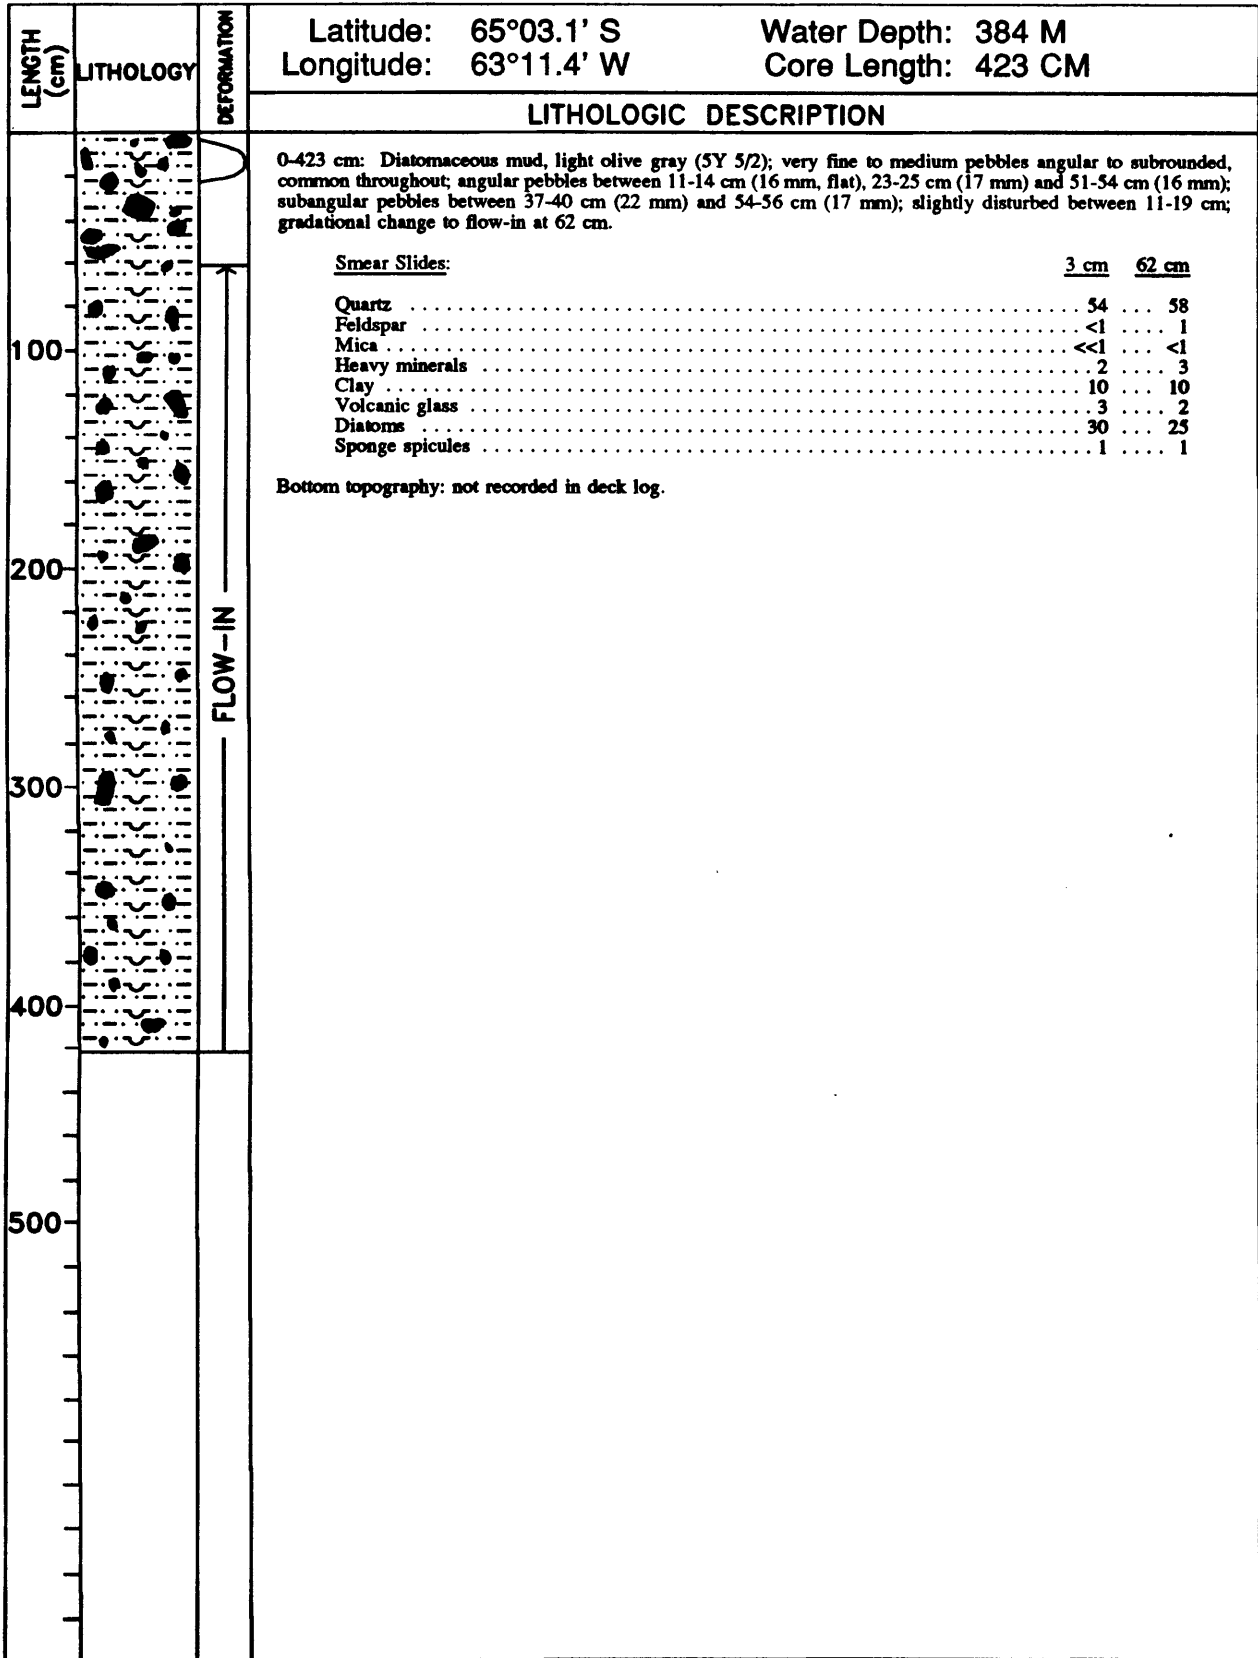 LENGTH (cm)
LITHOLOGY
DEFORMATION
Latitude: 65°03.1' S Water Depth: 384 M
Longitude: 63°11.4' W Core Length: 423 CM
LITHOLOGIC DESCRIPTION
0-423 cm: Diatomaceous mud, light olive gray (5Y 5/2); very fine to medium pebbles angular to subrounded,
common throughout; angular pebbles between 11-14 cm (16 mm, flat), 23-25 cm (17 mm) and 51-54 cm (16 mm);
subangular pebbles between 37-40 cm (22 mm) and 54-56 cm (17 mm); slightly disturbed between 11-19 cm;
gradational change to flow-in at 62 cm.
Smear Slides: 3 cm 62 cm
Quartz 54 58
Feldspar <1 1
Mica <<1 <1
Heavy minerals 2 3
Clay 10 10
Volcanic glass 3 2
Diatoms 30 25
Sponge spicules 1 1
Bottom topography: not recorded in deck log.
100
200
300
400
500
FLOW-IN